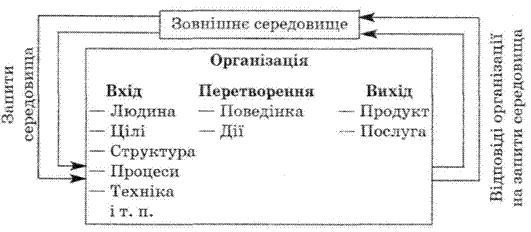 Зовнішнє середовище
Організація
Вхід Перетворення Вихід
— Людина — Поведінка — Продукт
— Цілі — Дії — Послуга
— Структура
— Процеси
— Техніка
і т. п.
Запити
середовища
Відповіді організації
на запити середовища